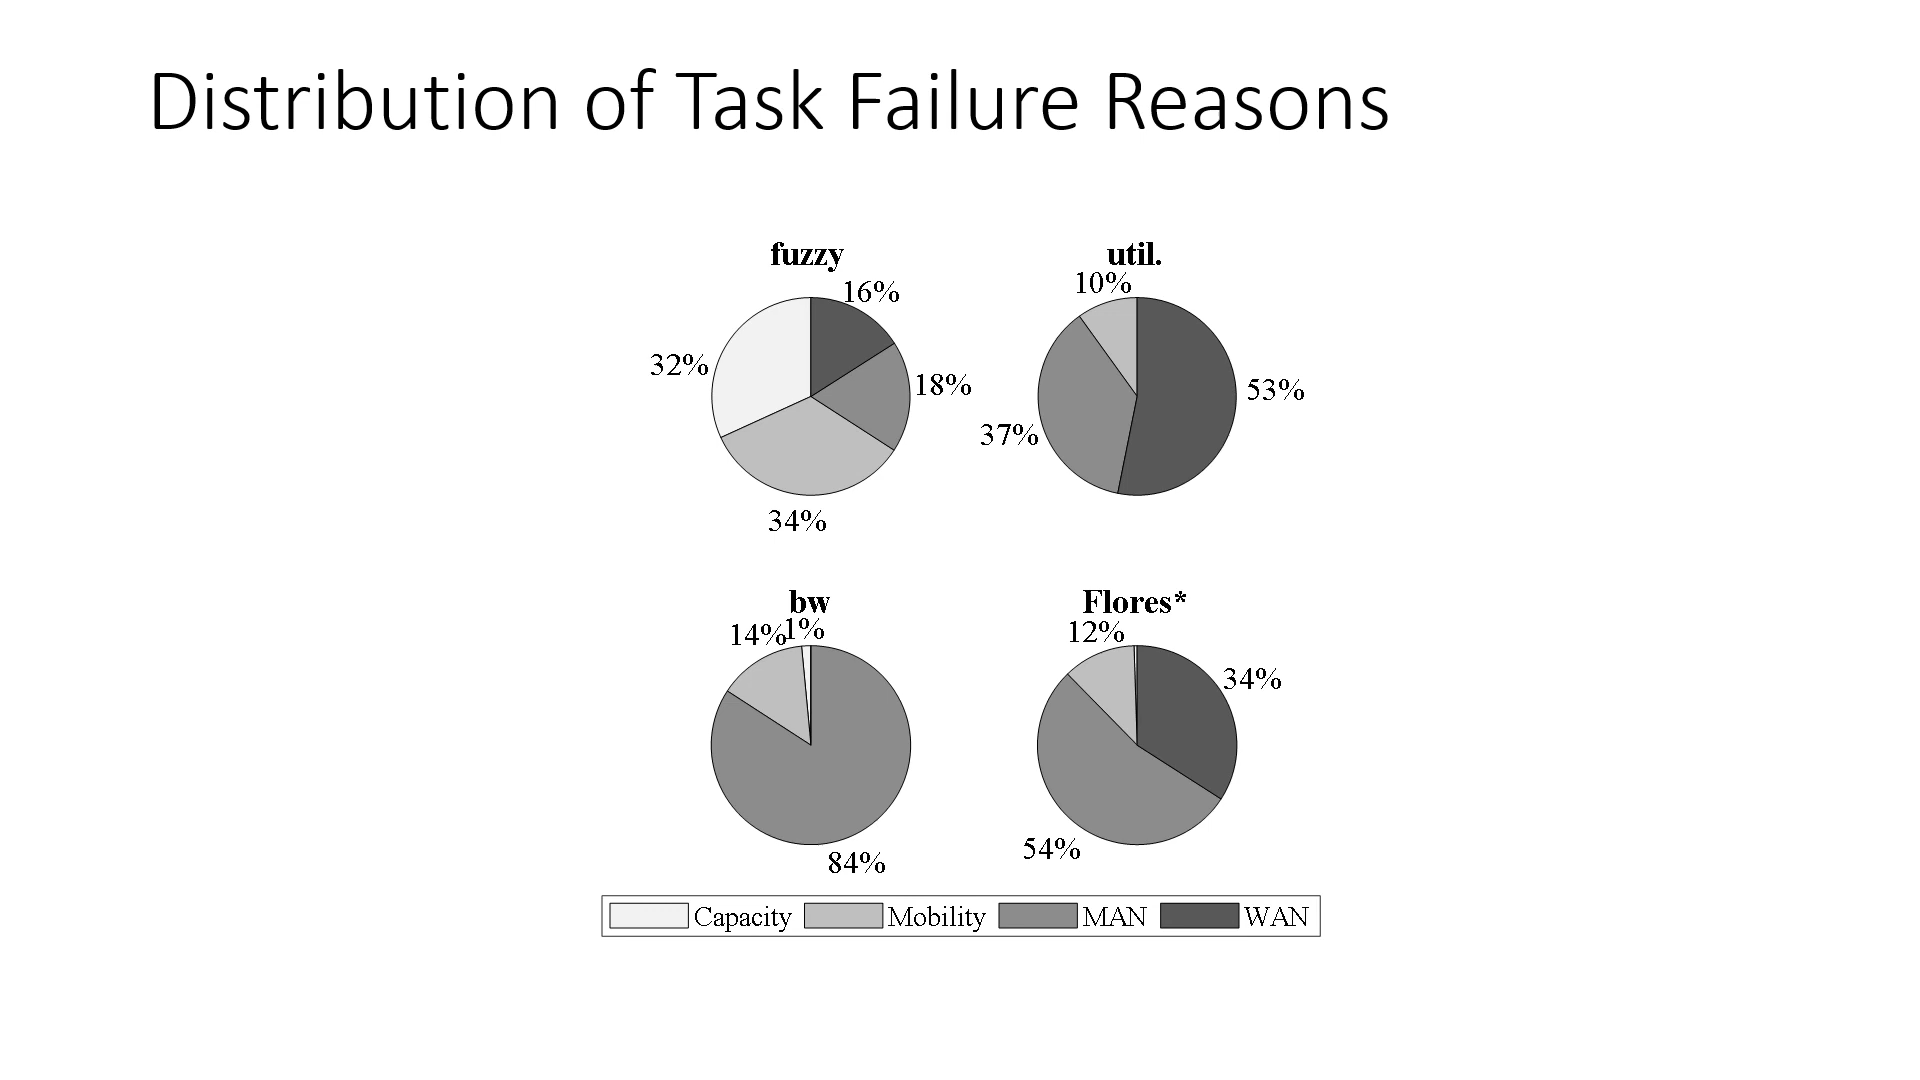 Distribution of Task Failure Reasons
fuzzy
16%
32%
18%
34%
util.
10%
53%
37%
bw
14%
1%
84%
Flores*
12%
34%
54%
Capacity Mobility MAN WAN